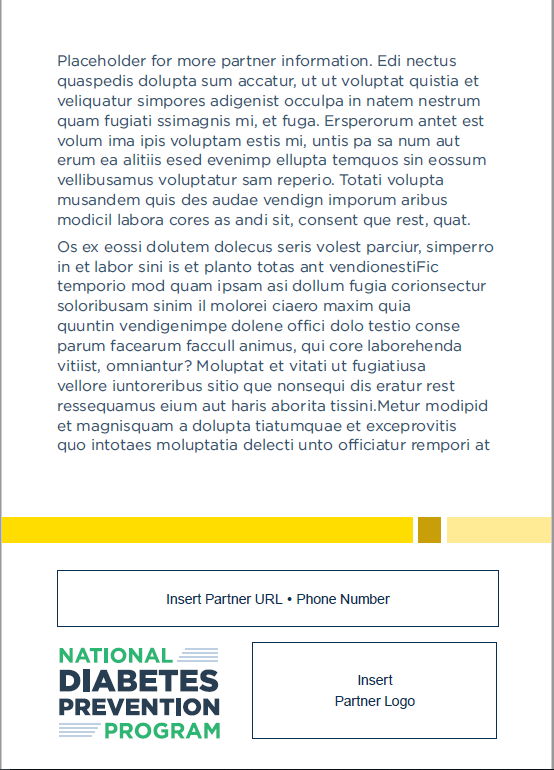 Placeholder for more partner information. Edi nectus
quaspedis dolupta sum accatur, ut ut voluptat quistia et
veliquatur simpores adigenist occulpa in natem nestrum
quam fugiati ssimagnis mi, et fuga. Ersperorum antet est
volum ima ipis voluptam estis mi, untis pa sa num aut
erum ea alitiis esed evenimp ellupta temquos sin eossum
vellibusamus voluptatur sam reperio. Totati volupta
musandem quis des audae vendign imporum aribus
modicil labora cores as andi sit, consent que rest, quat.
Os ex eossi dolutem dolecus seris volest parciur, simperro
in et labor sini is et planto totas ant vendionestiFic
temporio mod quam ipsam asi dollum fugia corionsectur
soloribusam sinim il molorei ciaero maxim quia
quuntin vendigenimpe dolene offici dolo testio conse
parum facearum faccull animus, qui core laborehenda
vitiist, omniantur? Moluptat et vitati ut fugiatiusa
vellore iuntoreribus sitio que nonsequi dis eratur rest
ressequamus eium aut haris aborita tissini.Metur modipid
et magnisquam a dolupta tiatumquae et exceprovitis
quo intotaes moluptatia delecti unto officiatur rempori at
Insert Partner URL • Phone Number
NATIONAL
DIABETES
PREVENTION
PROGRAM
Insert
Partner Logo